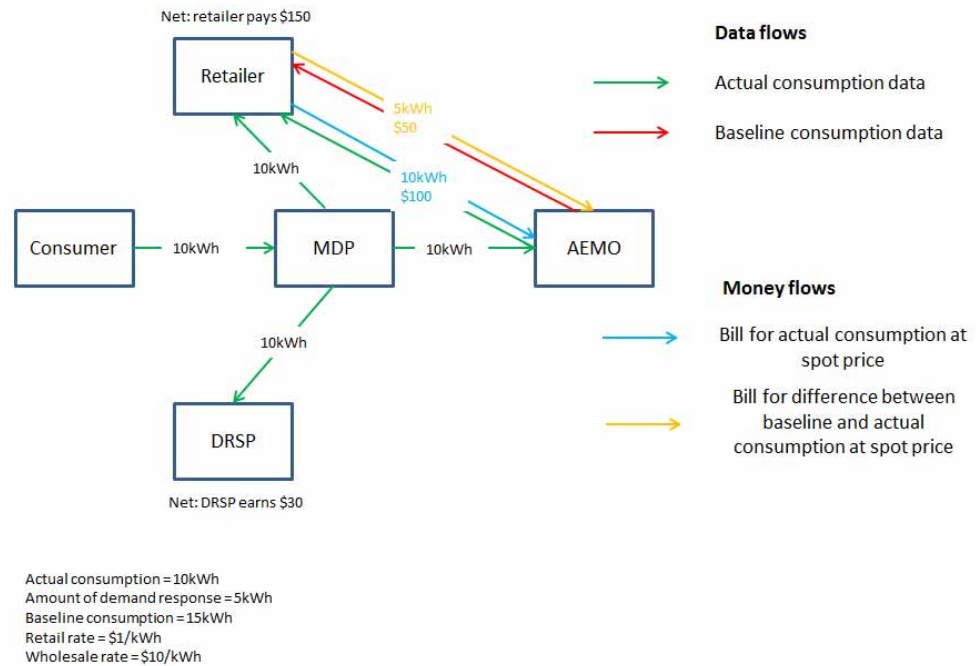 Net: retailer pays $150
Retailer
5kWh
$50
10kWh
10kWh
$100
Consumer
10kWh
MDP
10kWh
AEMO
10kWh
DRSP
Net: DRSP earns $30
Data flows
Actual consumption data
Baseline consumption data
Money flows
Bill for actual consumption at
spot price
Bill for difference between
baseline and actual
consumption at spot price
Actual consumption = 10kWh
Amount of demand response = 5kWh
Baseline consumption = 15kWh
Retail rate = $1/kWh
Wholesale rate = $10/kWh